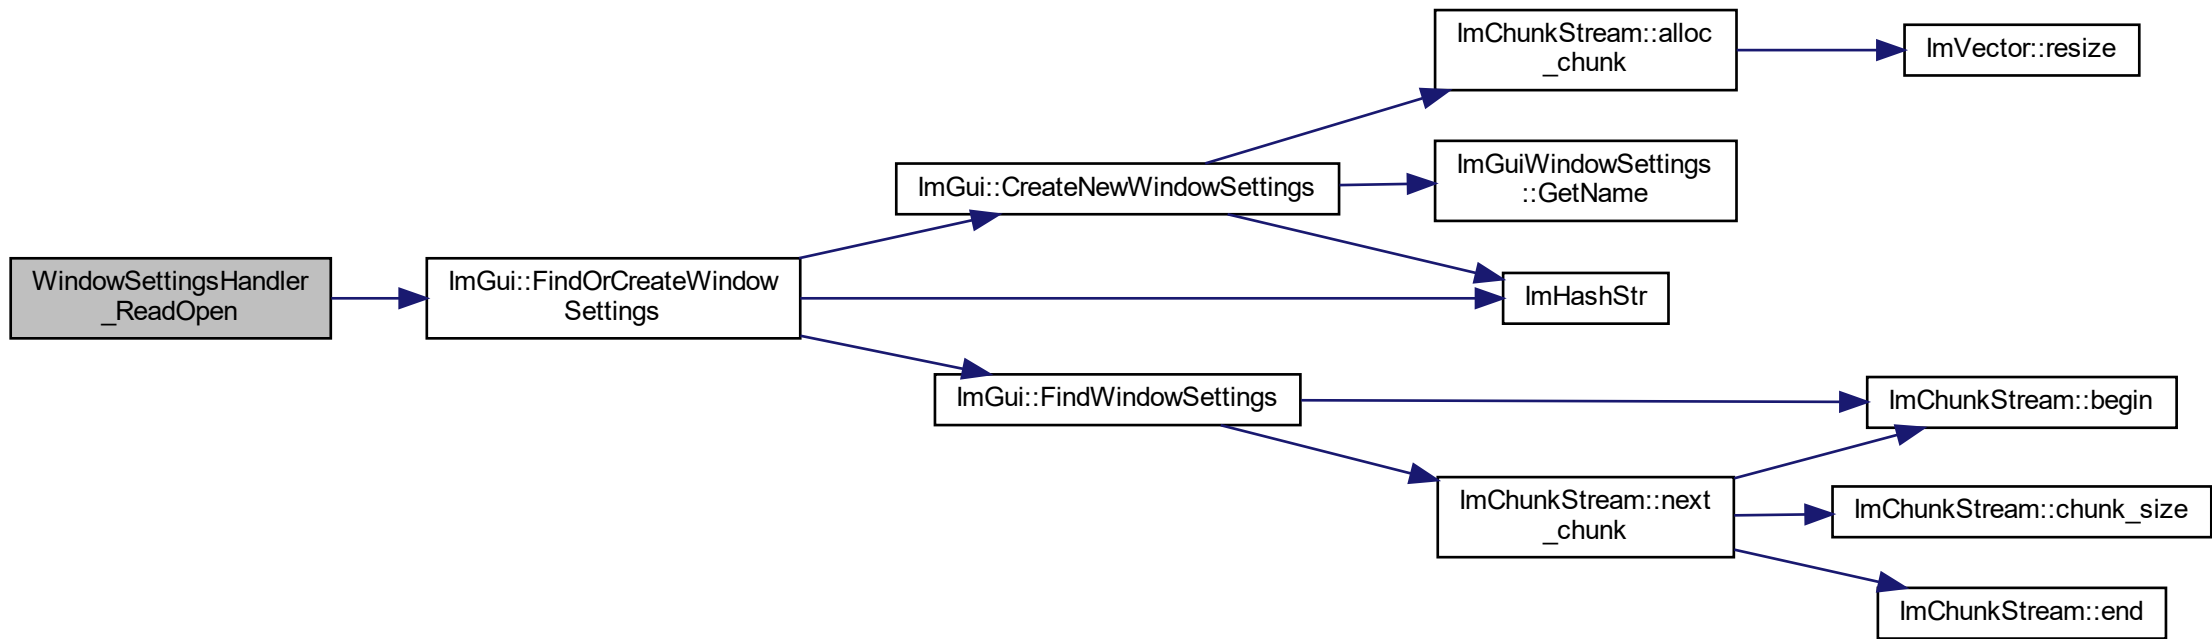 WindowSettingsHandler
_ReadOpen
ImGui::FindOrCreateWindow
Settings
ImGui::CreateNewWindowSettings
ImChunkStream::alloc
_chunk
ImVector::resize
ImGuiWindowSettings
::GetName
ImHashStr
ImGui::FindWindowSettings
ImChunkStream::begin
ImChunkStream::next
_chunk
ImChunkStream::chunk_size
ImChunkStream::end